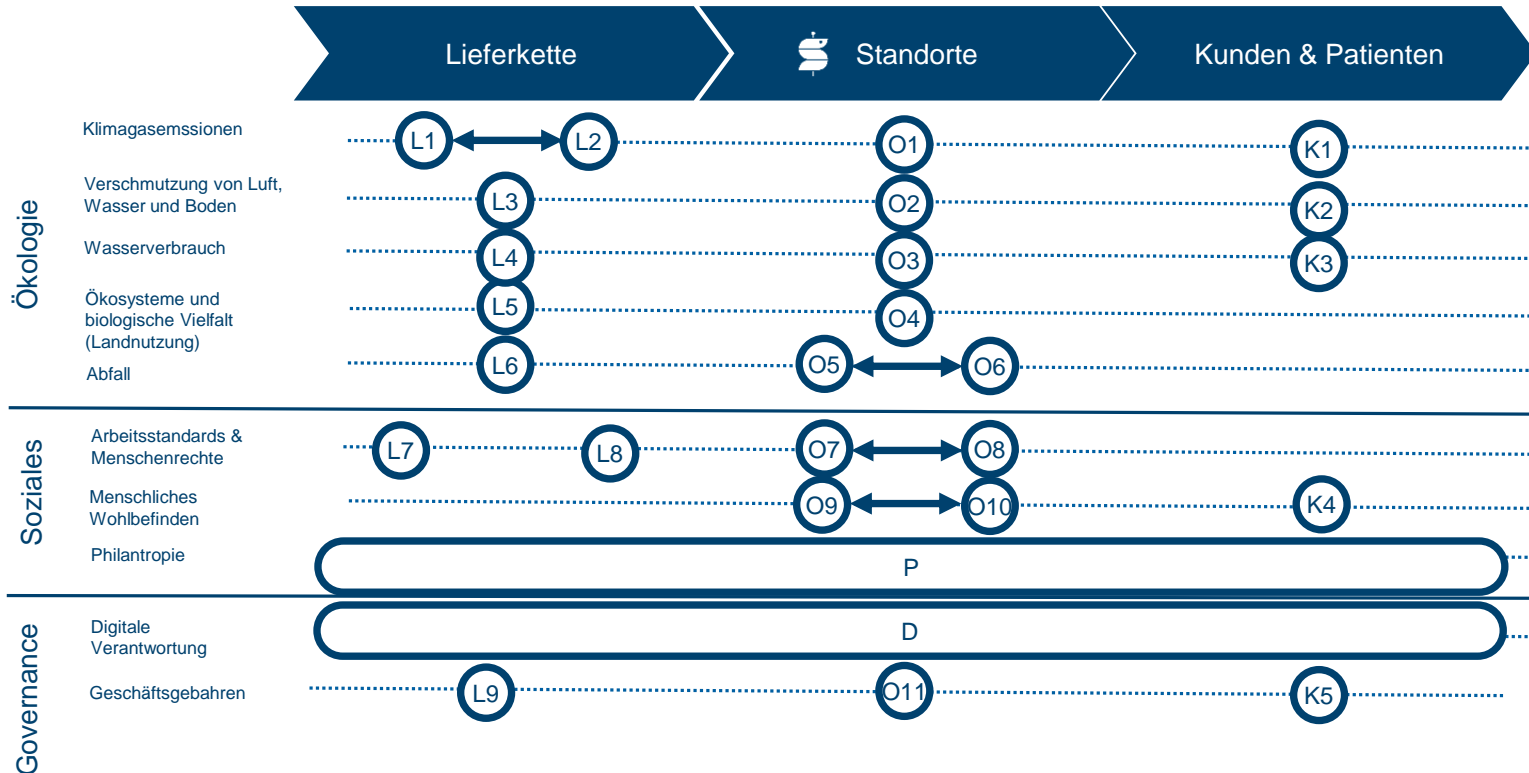 Lieferkette
Standorte
Kunden & Patienten
Ökologie
Klimagasemssionen
L1
L2
O1
K1
Verschmutzung von Luft,
Wasser und Boden
L3
O2
K2
Wasserverbrauch
L4
O3
K3
Ökosysteme und
biologische Vielfalt
(Landnutzung)
L5
O4
Abfall
L6
O5
O6
Soziales
Arbeitsstandards &
Menschenrechte
L7
L8
O7
O8
Menschliches
Wohlbefinden
O9
O10
K4
Philantropie
P
Governance
Digitale
Verantwortung
D
Geschäftsgebahren
L9
O11
K5